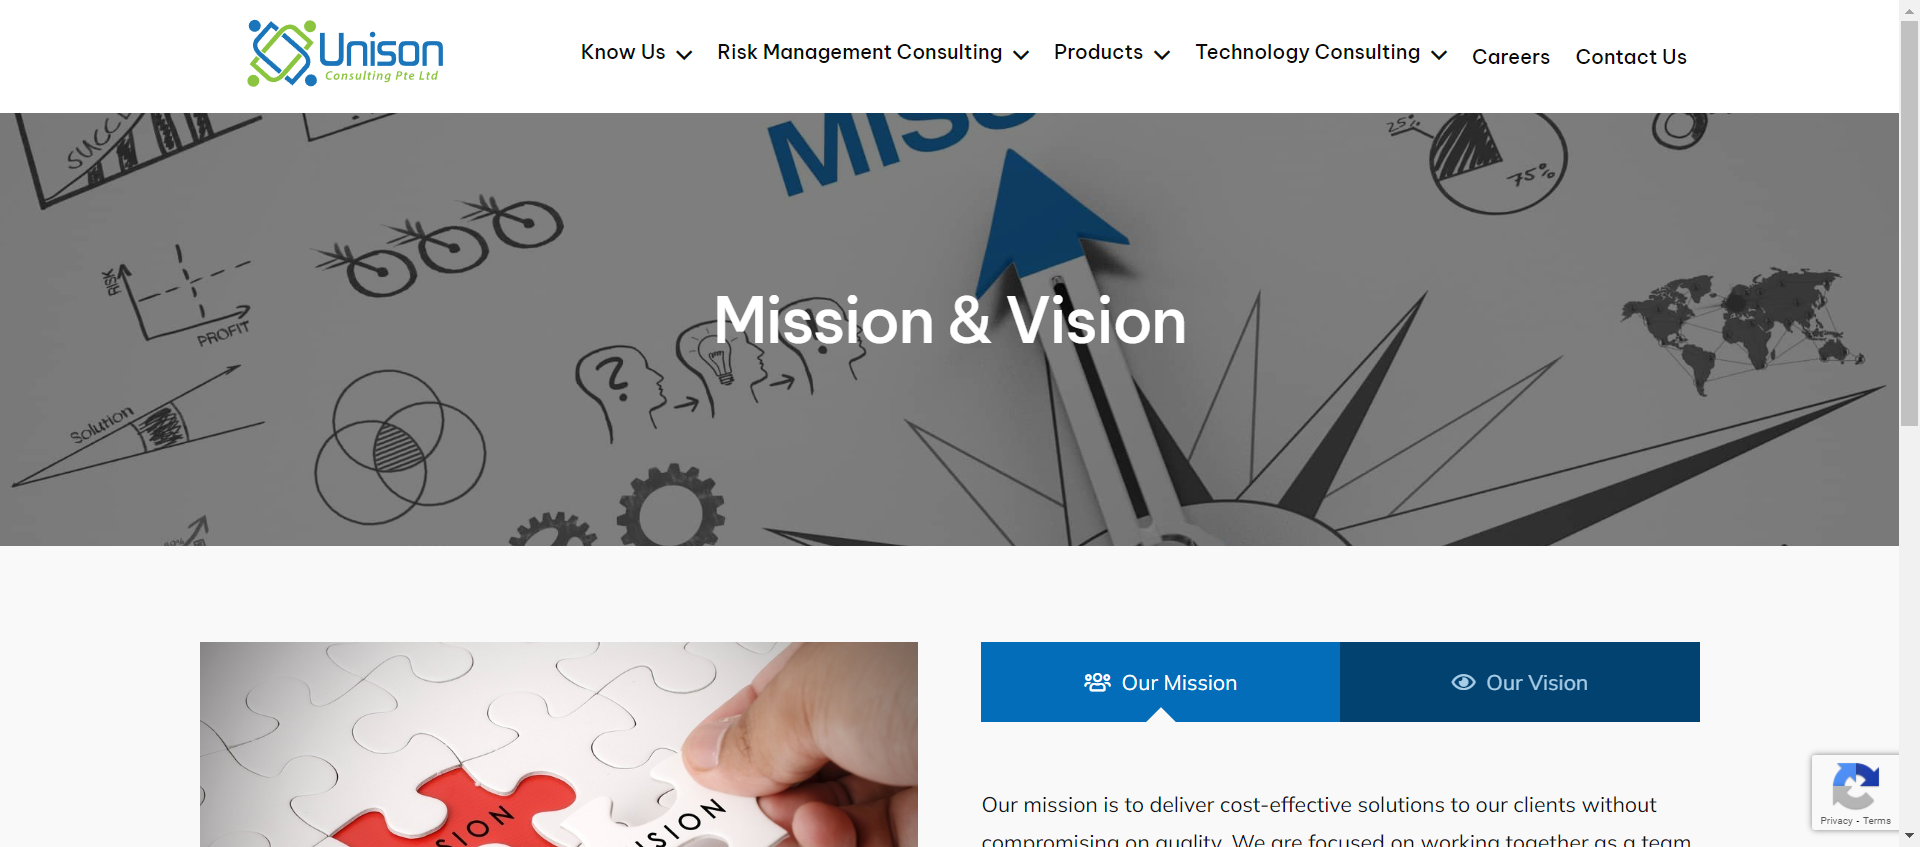 Unison
Consulting Pte Ltd
Know Us
Risk Management Consulting
Products
Technology Consulting
Careers
Contact Us
SUCC
MISS
25%
75%
RISK
PROFIT
Solution
?
Mission & Vision
Our Mission
Our Vision
SION
ISION
Our mission is to deliver cost-effective solutions to our clients without
compromising on quality. We are focused on working together as a team
Privacy - Terms